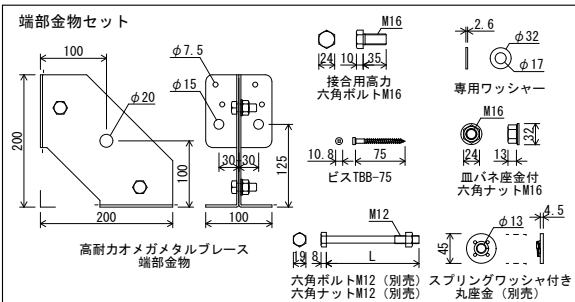 端部金物セット
100
φ20
200
100
200
高耐力オメガメタルブレース
端部金物
φ7.5
φ15
30 30
125
100
M16
24 10 35
接合用高力
六角ボルトM16
2.6
φ32
φ17
専用ワッシャー
10.8 75
ビスTBB-75
M16
24 13 32
皿バネ座金付
六角ナットM16
M12
19 8 L
六角ボルトM12(別売)
六角ナットM12(別売)
φ13
4.5
45
スプリングワッシャ付き
丸座金(別売)